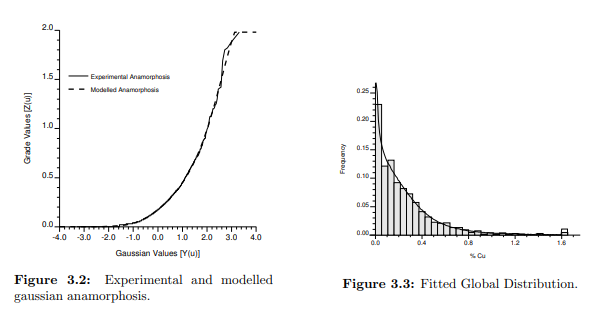 2.0
1.5
1.0
0.5
0.0
Grade Values [Z(u)]
Experimental Anamorphosis
Modelled Anamorphosis
-4.0 -3.0 -2.0 -1.0 0.0 1.0 2.0 3.0 4.0
Gaussian Values [Y(u)]
Figure 3.2: Experimental and modelled
gaussian anamorphosis.
0.25
0.20
0.15
0.10
0.05
0.00
Frequency
0.0 0.4 0.8 1.2 1.6
% Cu
Figure 3.3: Fitted Global Distribution.